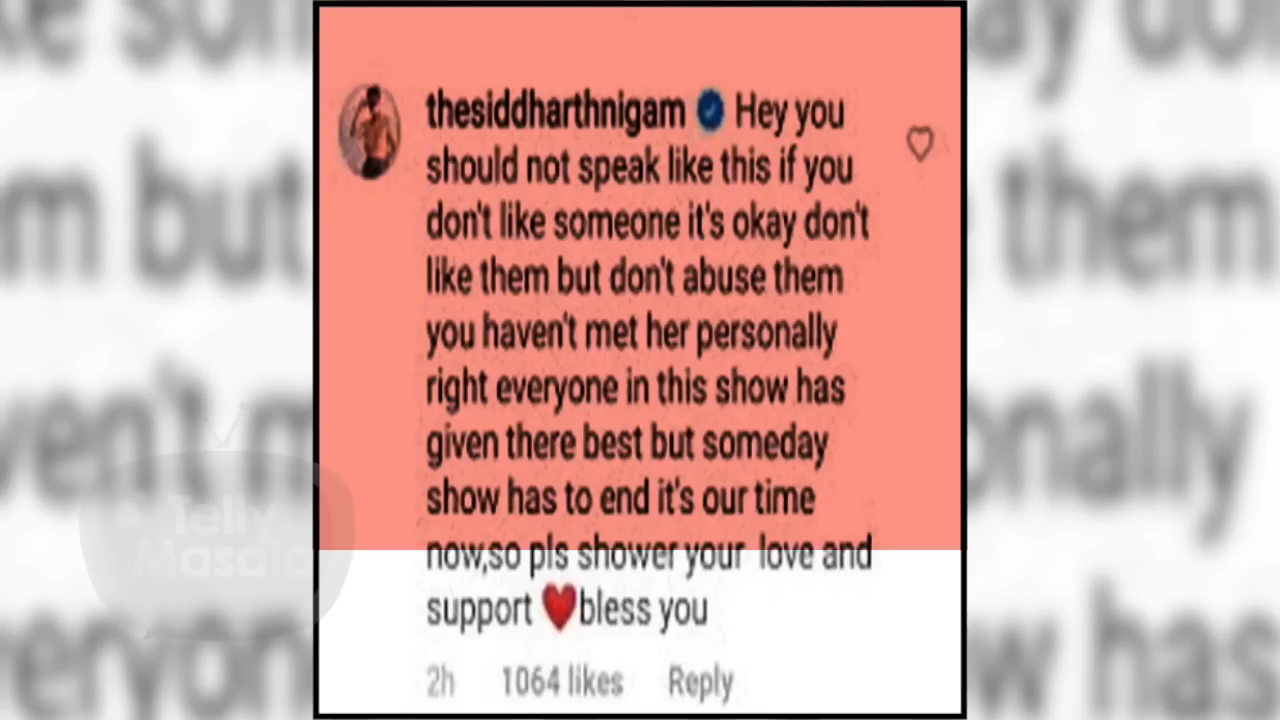 thesiddharthnigam Hey you
should not speak like this if you
don't like someone it's okay don't
like them but don't abuse them
you haven't met her personally
right everyone in this show has
given there best but someday
show has to end it's our time
now,so pls shower your love and
support ❤️bless you
2h 1064 likes Reply
Telly
Masala